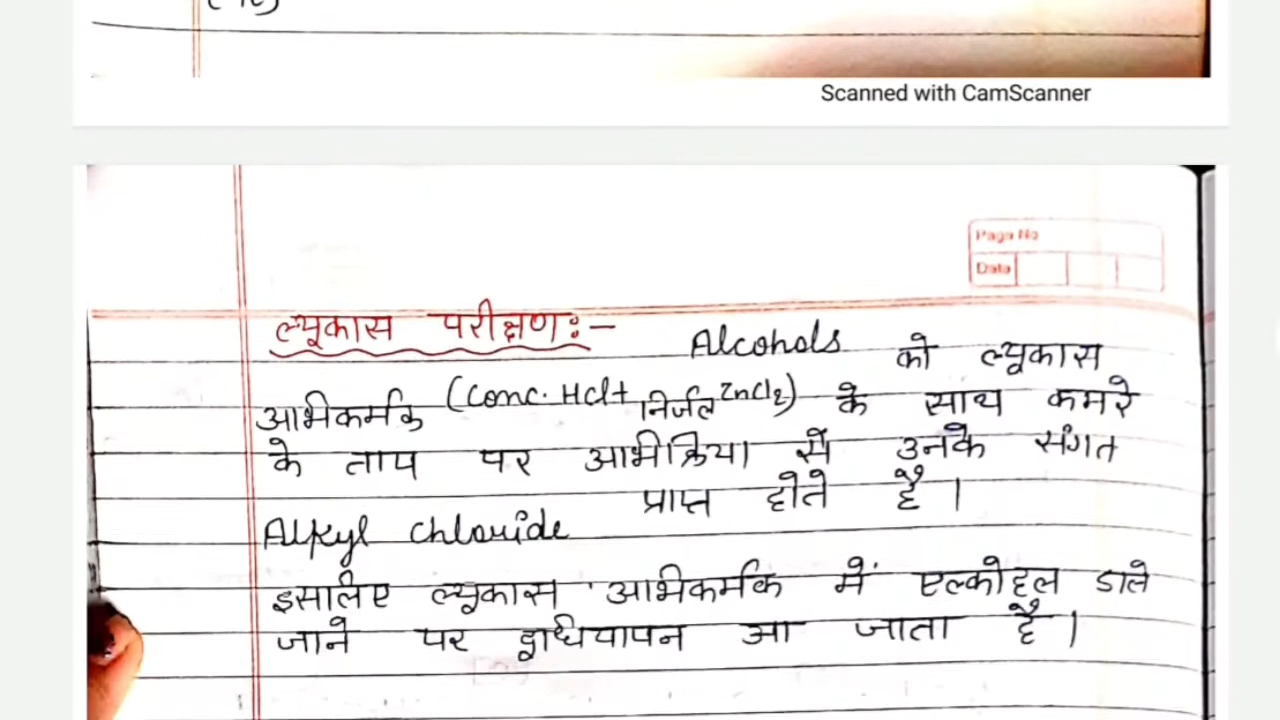 Scanned with CamScanner
Page No
Date
ल्यूकास परीक्षण :- Alcohols को ल्यूकास
अभिकर्मक (Conc. HCl + निर्जल ZnCl2) के साथ कमरे
के ताप पर अभिक्रिया से उनके संगत
Alkyl chloride प्राप्त होते है ।
इसलिए ल्यूकास अभिकर्मक में एल्कोहल डाले
जाने पर दूधियापन आ जाता है ।